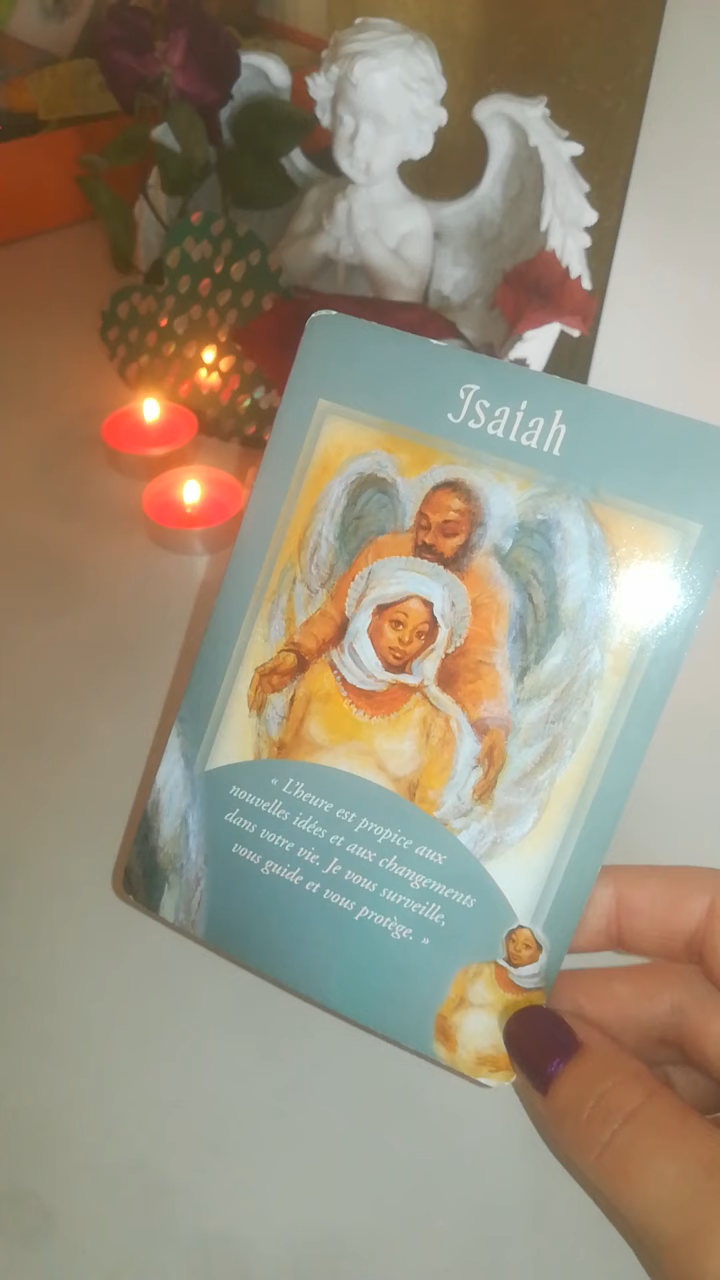 Isaiah
« L'heure est propice aux
nouvelles idées et aux changements
dans votre vie. Je vous surveille,
vous guide et vous protège. »